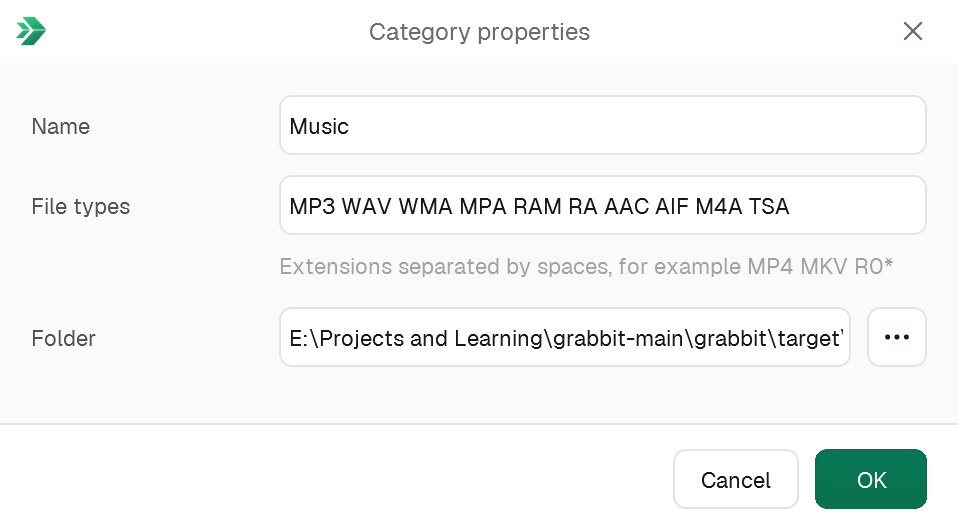 Category properties
Name
Music
File types
MP3 WAV WMA MPA RAM RA AAC AIF M4A TSA
Extensions separated by spaces, for example MP4 MKV R0*
Folder
E:\Projects and Learning\grabbit-main\grabbit\target\
Cancel
OK